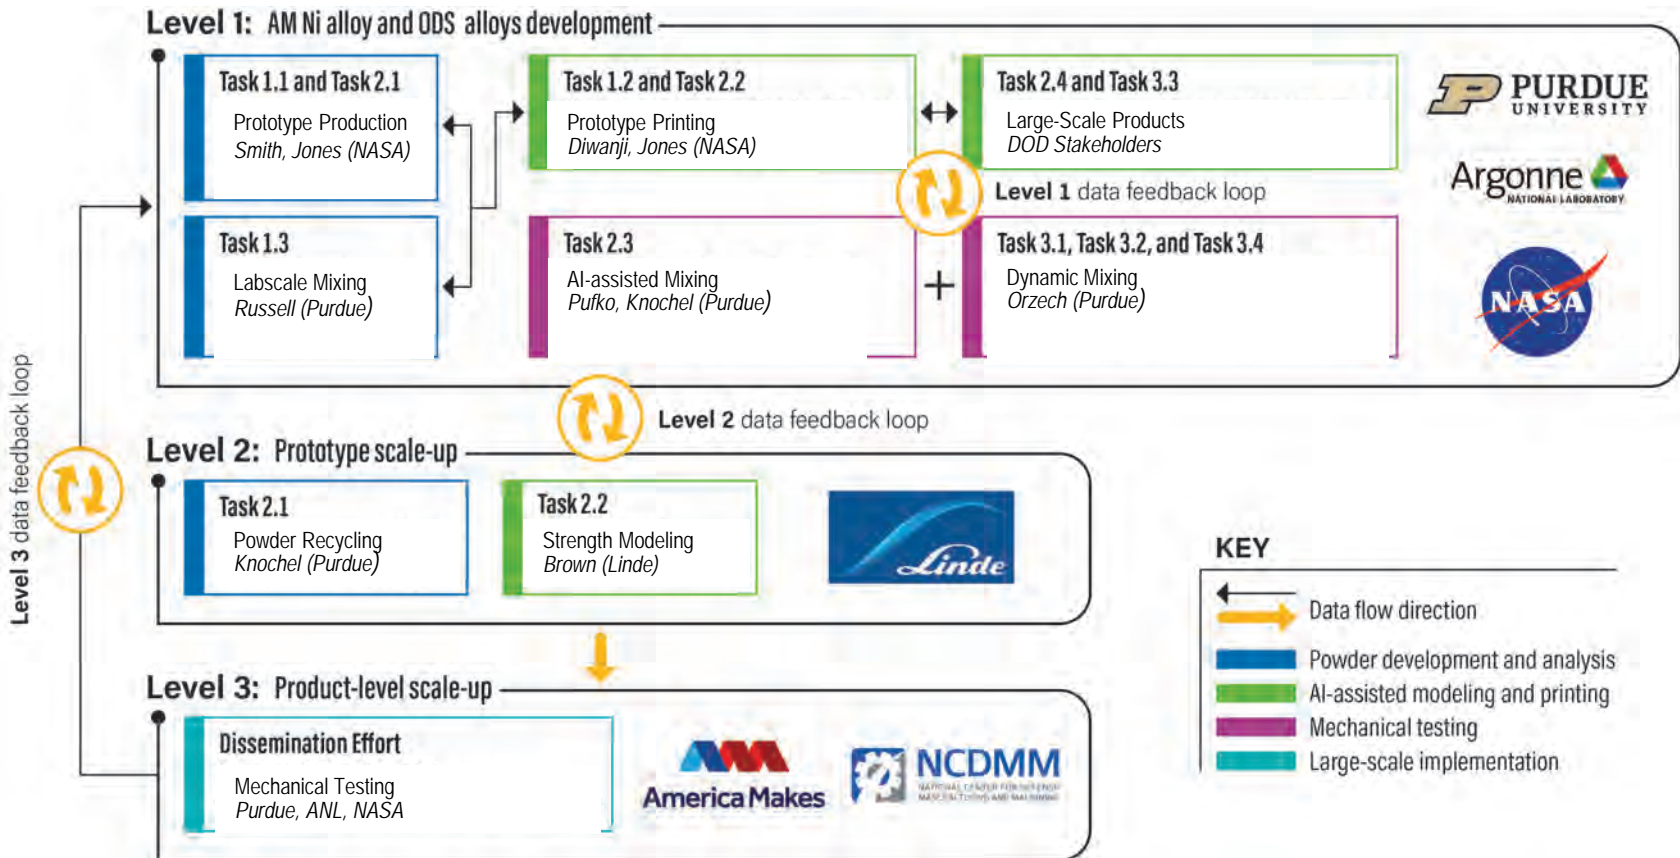 Level 1: AM Ni alloy and ODS alloys development
Task 1.1 and Task 2.1
Prototype Production
Smith, Jones (NASA)
Task 1.2 and Task 2.2
Prototype Printing
Diwanji, Jones (NASA)
Task 2.4 and Task 3.3
Large-Scale Products
DOD Stakeholders
PURDUE
UNIVERSITY
Argonne
NATIONAL LABORATORY
NASA
Level 1 data feedback loop
Task 1.3
Labscale Mixing
Russell (Purdue)
Task 2.3
AI-assisted Mixing
Pufko, Knochel (Purdue)
+
Task 3.1, Task 3.2, and Task 3.4
Dynamic Mixing
Orzech (Purdue)
Level 2 data feedback loop
Level 3 data feedback loop
Level 2: Prototype scale-up
Task 2.1
Powder Recycling
Knochel (Purdue)
Task 2.2
Strength Modeling
Brown (Linde)
Linde
Level 3: Product-level scale-up
Dissemination Effort
Mechanical Testing
Purdue, ANL, NASA
America Makes
NCDMM
NATIONAL CENTER FOR DEFENSE
MANUFACTURING AND MACHINING
KEY
Data flow direction
Powder development and analysis
AI-assisted modeling and printing
Mechanical testing
Large-scale implementation